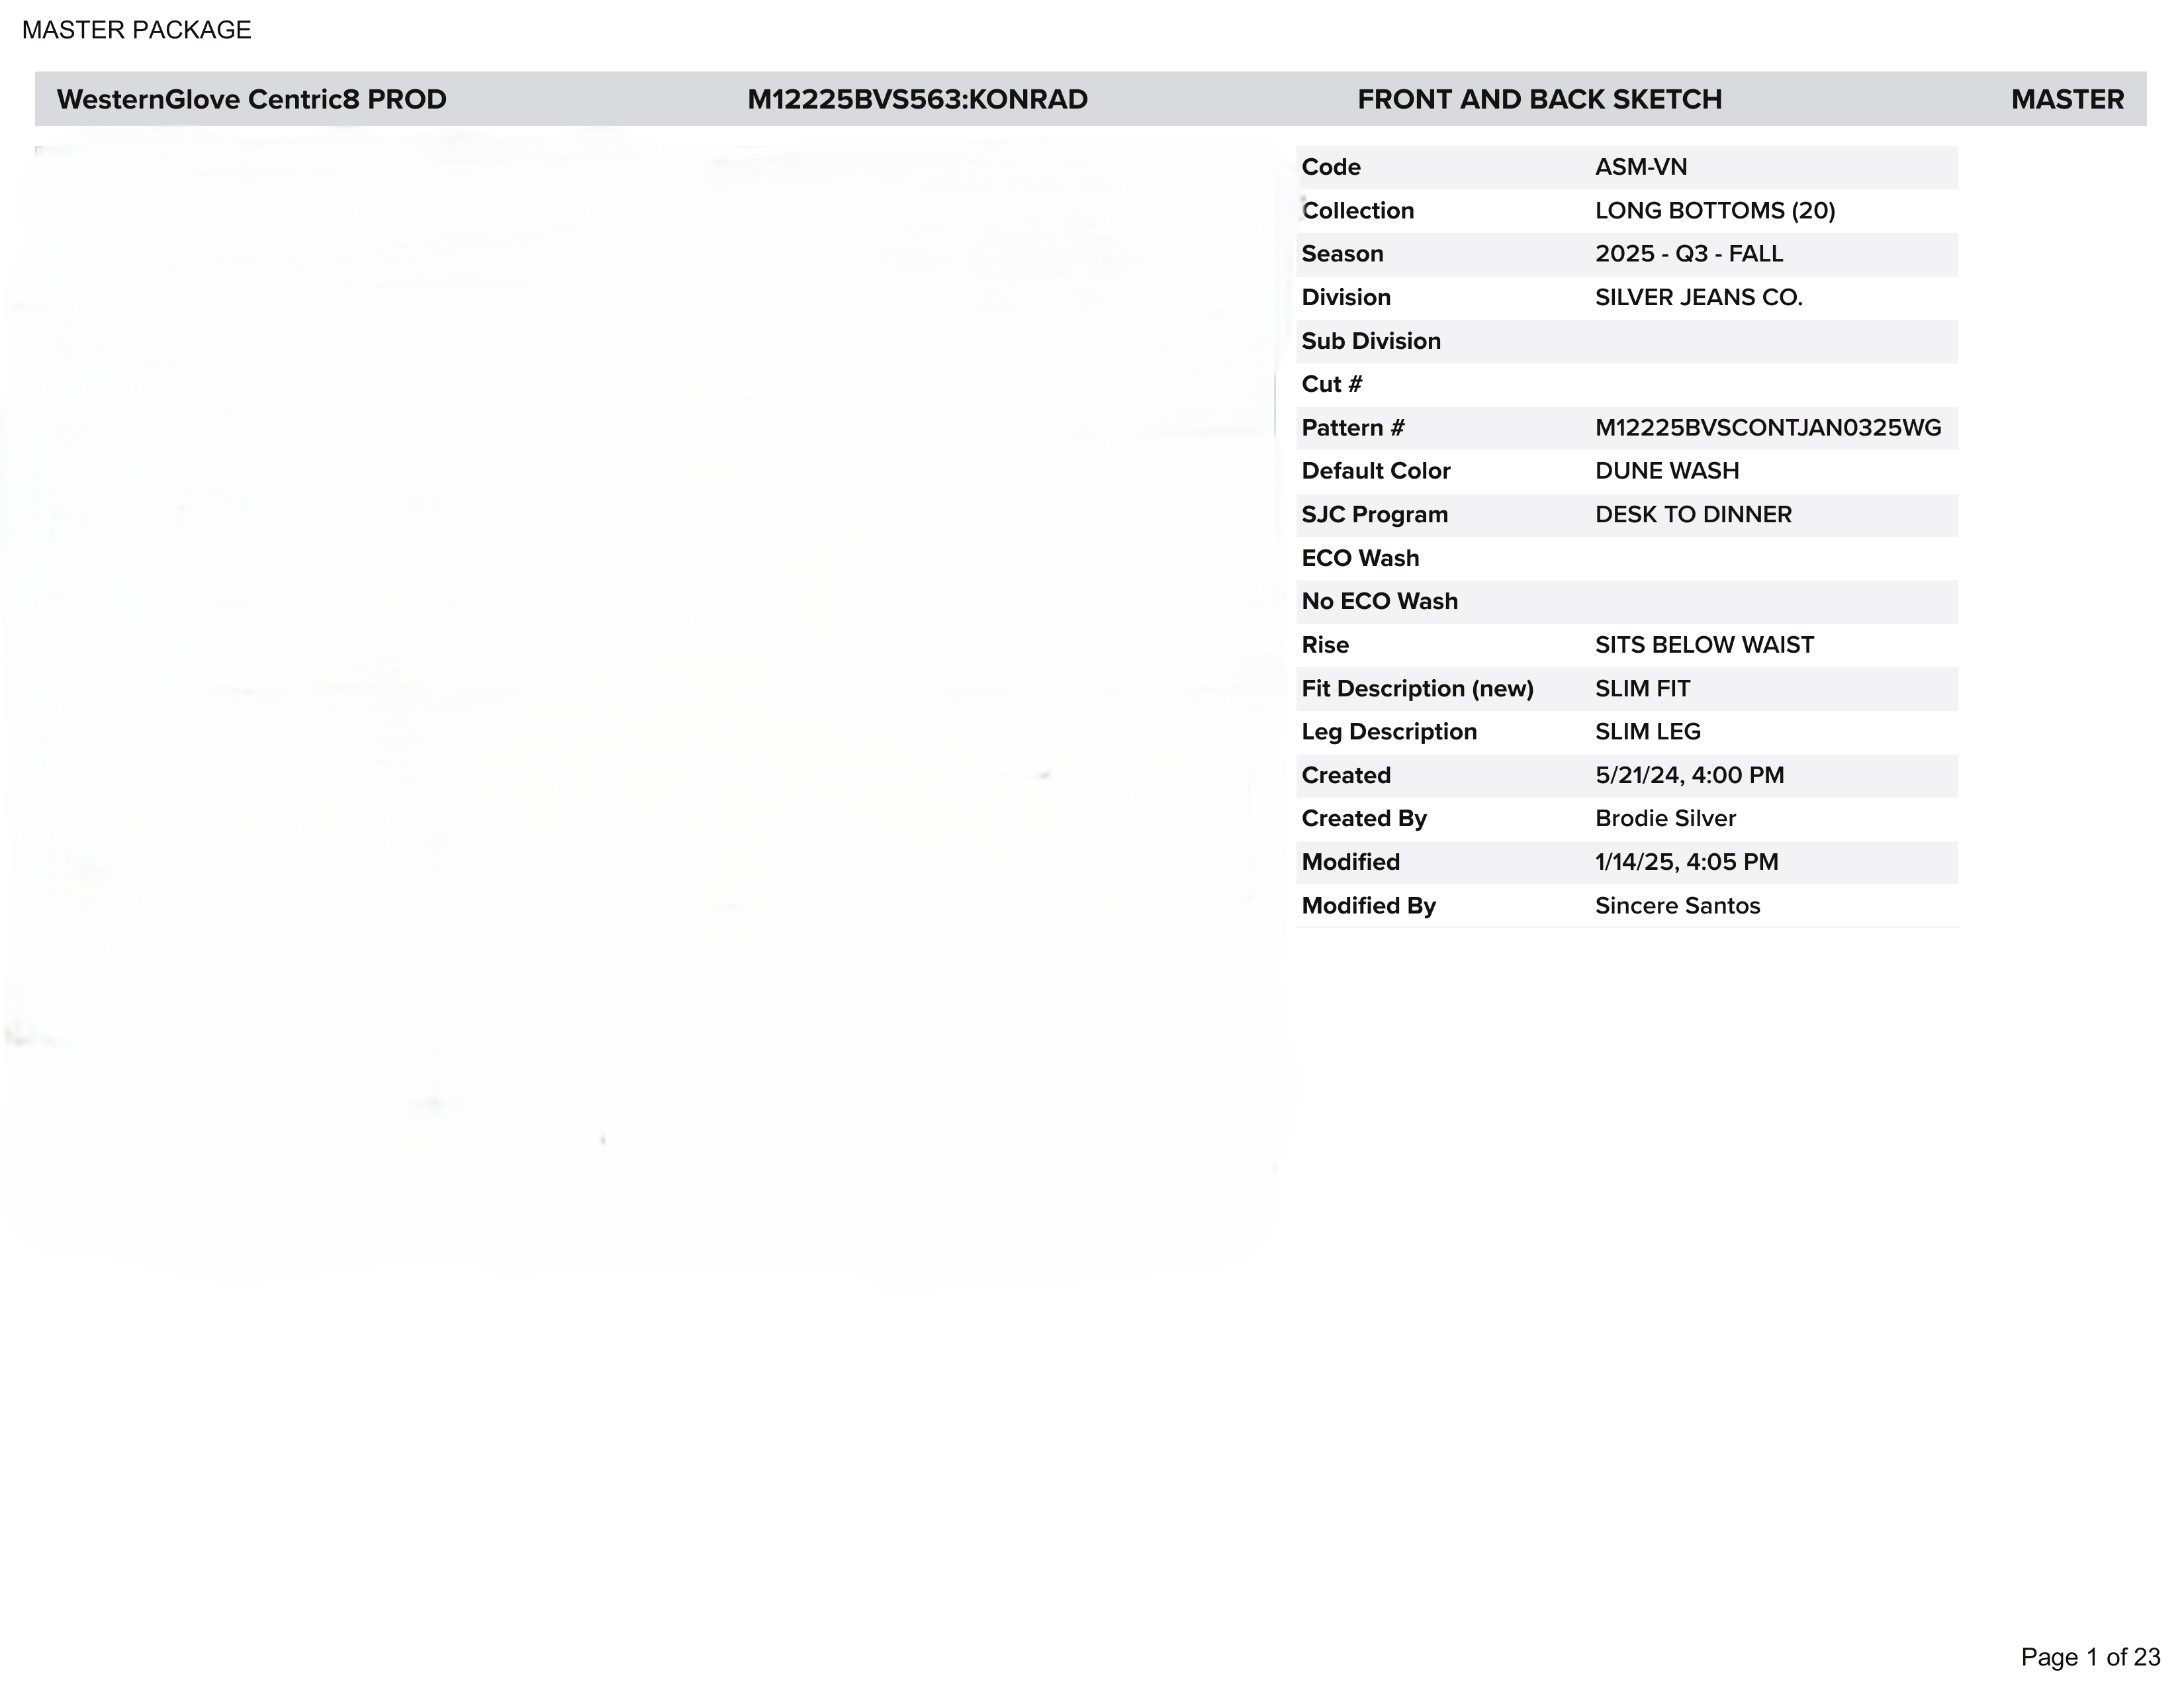 MASTER PACKAGE
WesternGlove Centric8 PROD M12225BVS563:KONRAD FRONT AND BACK SKETCH MASTER
Code ASM-VN
Collection LONG BOTTOMS (20)
Season 2025 - Q3 - FALL
Division SILVER JEANS CO.
Sub Division
Cut #
Pattern # M12225BVSCONTJAN0325WG
Default Color DUNE WASH
SJC Program DESK TO DINNER
ECO Wash
No ECO Wash
Rise SITS BELOW WAIST
Fit Description (new) SLIM FIT
Leg Description SLIM LEG
Created 5/21/24, 4:00 PM
Created By Brodie Silver
Modified 1/14/25, 4:05 PM
Modified By Sincere Santos
Page 1 of 23